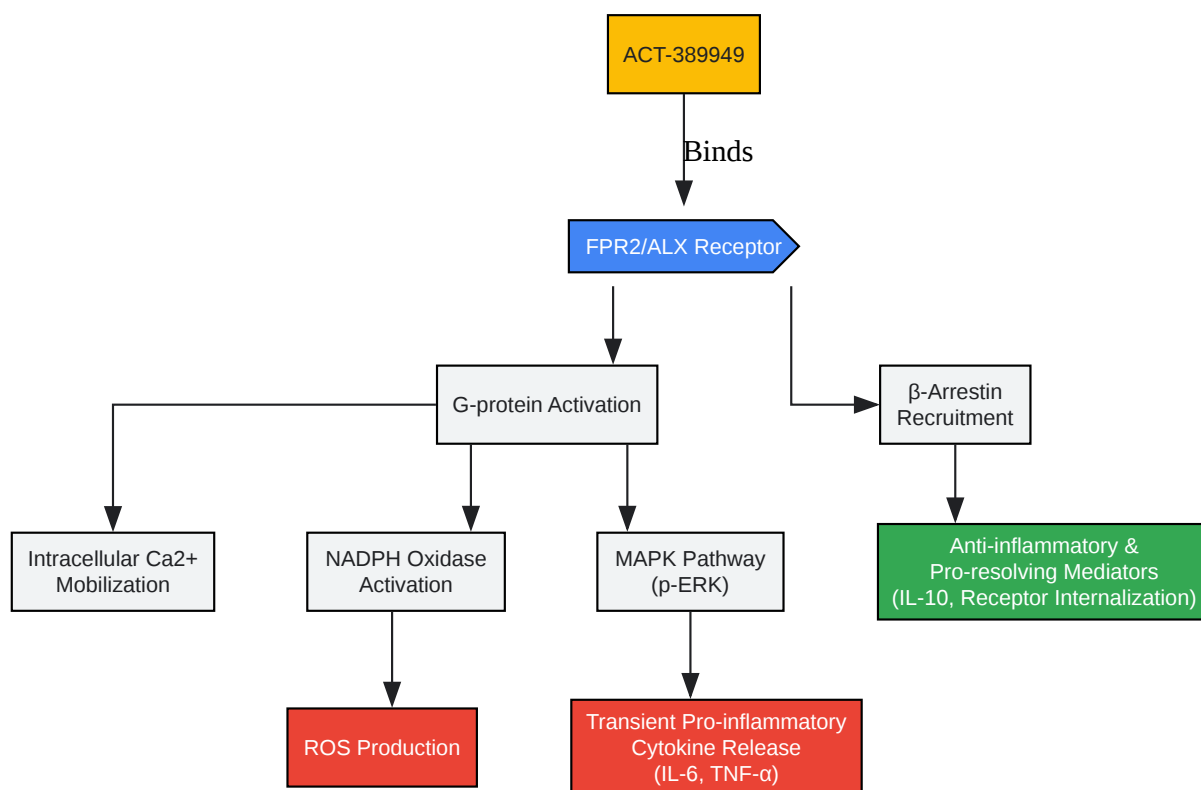 ACT-389949
Binds
FPR2/ALX Receptor
G-protein Activation
β-Arrestin
Recruitment
Intracellular Ca2+
Mobilization
NADPH Oxidase
Activation
MAPK Pathway
(p-ERK)
Anti-inflammatory &
Pro-resolving Mediators
(IL-10, Receptor Internalization)
ROS Production
Transient Pro-inflammatory
Cytokine Release
(IL-6, TNF-α)